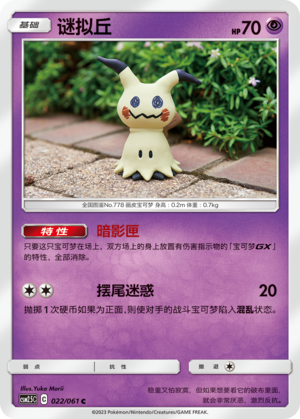 基础 谜拟丘 HP70
全国图鉴No.778 画皮宝可梦 身高：0.2m 体重：0.7kg
特性 暗影匣
只要这只宝可梦在场上，双方场上的身上放置有伤害指示物的「宝可梦GX」
的特性，全部消除。
摆尾迷惑 20
抛掷1次硬币如果为正面，则使对手的战斗宝可梦陷入混乱状态。
弱点 抗性 撤退
Illus. Yuka Morii
CSM25C G 022/061 C
©2023 Pokémon/Nintendo/Creatures/GAME FREAK.